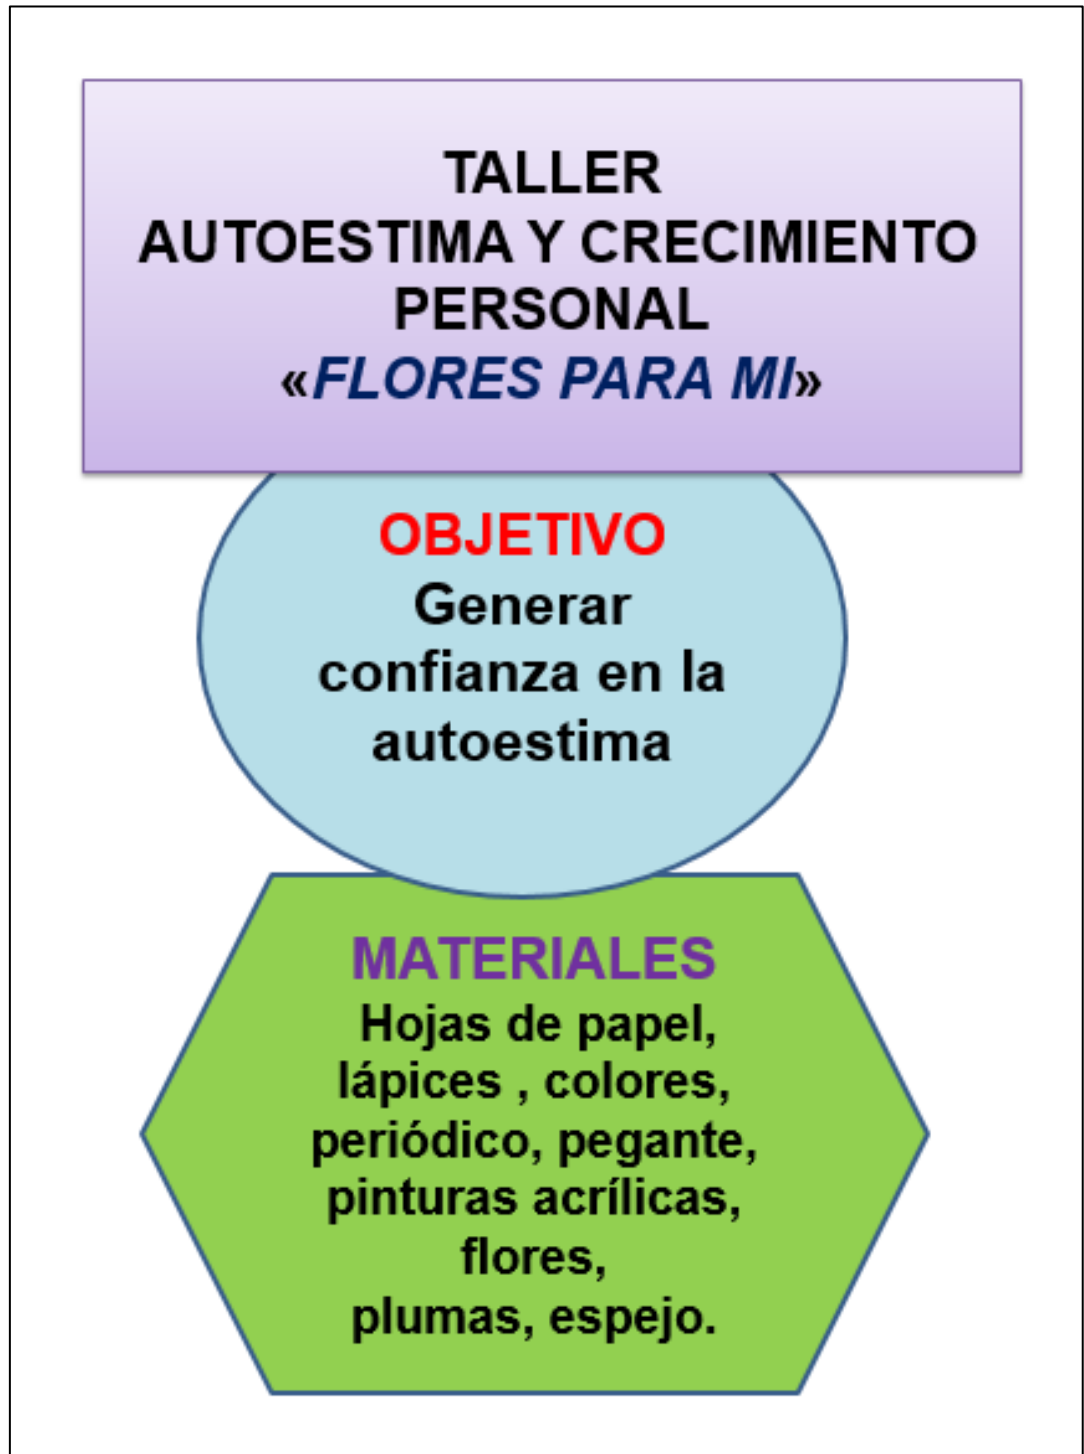 TALLER
AUTOESTIMA Y CRECIMIENTO
PERSONAL
«FLORES PARA MI»
OBJETIVO
Generar
confianza en la
autoestima
MATERIALES
Hojas de papel,
lápices , colores,
periódico, pegante,
pinturas acrílicas,
flores,
plumas, espejo.